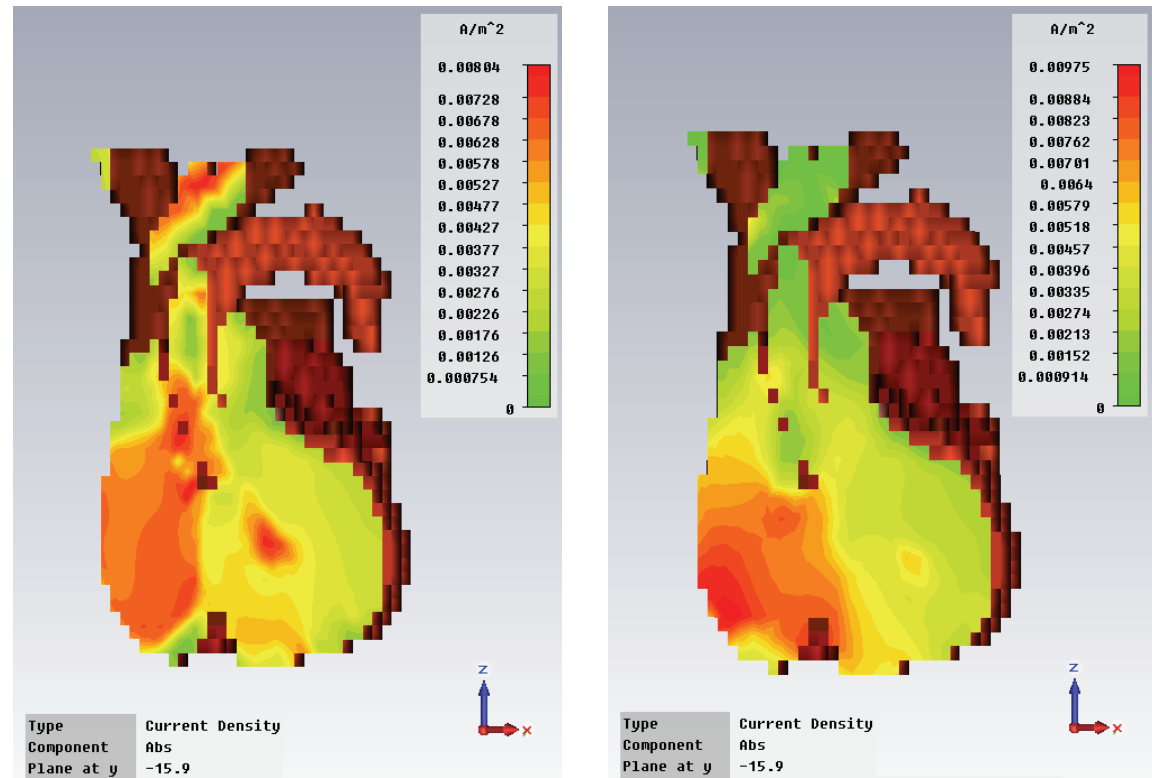 A/m^2
0.00804
0.00728
0.00678
0.00628
0.00578
0.00527
0.00477
0.00427
0.00377
0.00327
0.00276
0.00226
0.00176
0.00126
0.000754
0
z
x
Type Current Density
Component Abs
Plane at y -15.9
A/m^2
0.00975
0.00884
0.00823
0.00762
0.00701
0.0064
0.00579
0.00518
0.00457
0.00396
0.00335
0.00274
0.00213
0.00152
0.000914
0
z
x
Type Current Density
Component Abs
Plane at y -15.9